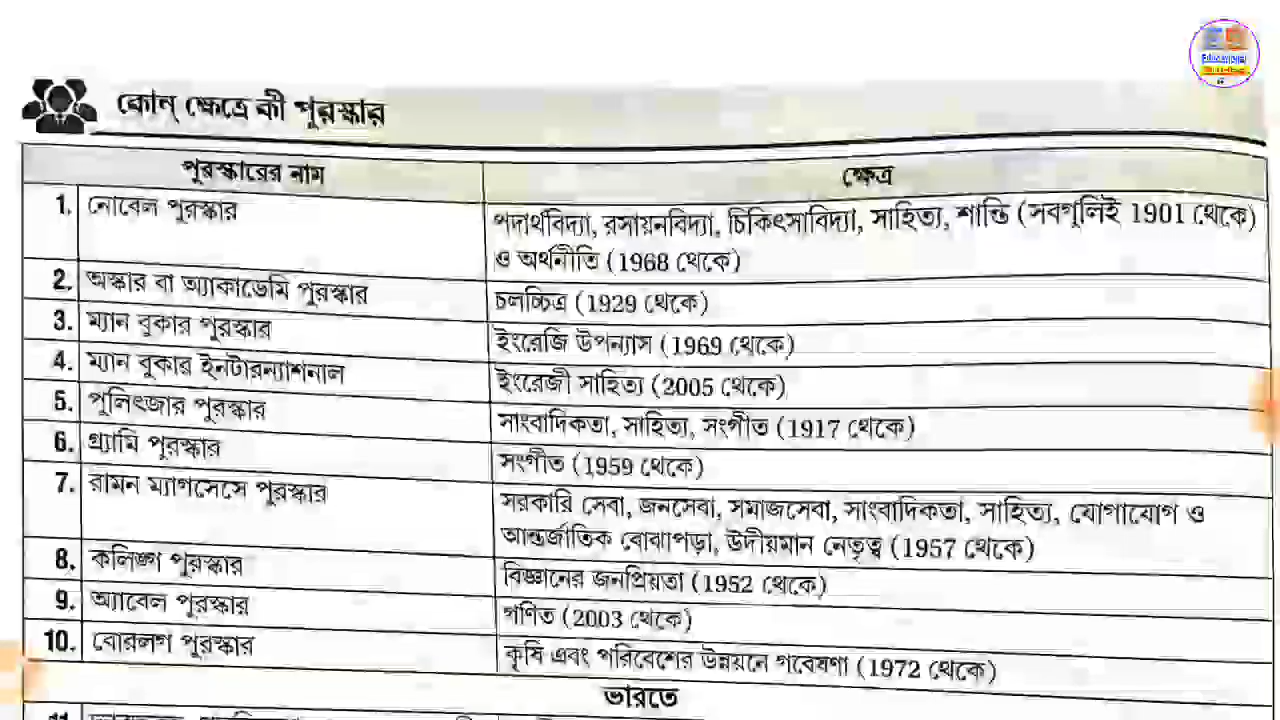 কোন্ ক্ষেত্রে কী পুরস্কার
পুরস্কারের নাম ক্ষেত্র
1. নোবেল পুরস্কার পদার্থবিদ্যা, রসায়নবিদ্যা, চিকিৎসাবিদ্যা, সাহিত্য, শান্তি (সবগুলিই 1901 থেকে)
ও অর্থনীতি (1968 থেকে)
2. অস্কার বা অ্যাকাডেমি পুরস্কার চলচ্চিত্র (1929 থেকে)
3. ম্যান বুকার পুরস্কার ইংরেজি উপন্যাস (1969 থেকে)
4. ম্যান বুকার ইনটারন্যাশনাল ইংরেজী সাহিত্য (2005 থেকে)
5. পুলিৎজার পুরস্কার সাংবাদিকতা, সাহিত্য, সংগীত (1917 থেকে)
6. গ্র্যামি পুরস্কার সংগীত (1959 থেকে)
7. রামন ম্যাগসেসে পুরস্কার সরকারি সেবা, জনসেবা, সমাজসেবা, সাংবাদিকতা, সাহিত্য, যোগাযোগ ও
আন্তর্জাতিক বোঝাপড়া, উদীয়মান নেতৃত্ব (1957 থেকে)
8. কলিঙ্গ পুরস্কার বিজ্ঞানের জনপ্রিয়তা (1952 থেকে)
9. অ্যাবেল পুরস্কার গণিত (2003 থেকে)
10. বোরলগ পুরস্কার কৃষি এবং পরিবেশের উন্নয়নে গবেষণা (1972 থেকে)
ভারতে